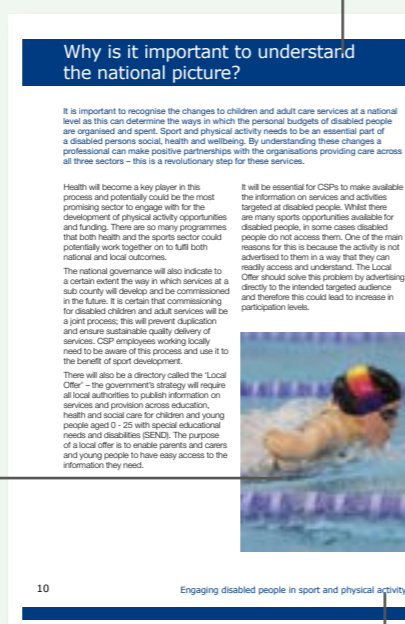 Why is it important to understand
the national picture?
It is important to recognise the changes to children and adult care services at a national
level as this can determine the ways in which the personal budgets of disabled people
are organised and spent. Sport and physical activity needs to be an essential part of
a disabled persons social, health and wellbeing. By understanding these changes a
professional can make positive partnerships with the organisations providing care across
all three sectors – this is a revolutionary step for these services.
Health will become a key player in this
process and potentially could be the most
promising sector to engage with for the
development of physical activity opportunities
and funding. There are so many programmes
that both health and the sports sector could
potentially work together on to fulfil both
national and local outcomes.
The national governance will also indicate to
a certain extent the way in which services at a
sub county will develop and be commissioned
in the future. It is certain that commissioning
for disabled children and adult services will be
a joint process; this will prevent duplication
and ensure sustainable quality delivery of
services. CSP employees working locally
need to be aware of this process and use it to
the benefit of sport development.
There will also be a directory called the ‘Local
Offer’ – the government’s strategy will require
all local authorities to publish information on
services and provision across education,
health and social care for children and young
people aged 0 - 25 with special educational
needs and disabilities (SEND). The purpose
of a local offer is to enable parents and carers
and young people to have easy access to the
information they need.
It will be essential for CSPs to make available
the information on services and activities
targeted at disabled people. Whilst there
are many sports opportunities available for
disabled people, in some cases disabled
people do not access them. One of the main
reasons for this is because the activity is not
advertised to them in a way that they can
readily access and understand. The Local
Offer should solve this problem by advertising
directly to the intended targeted audience
and therefore this could lead to increase in
participation levels.
10
Engaging disabled people in sport and physical activity